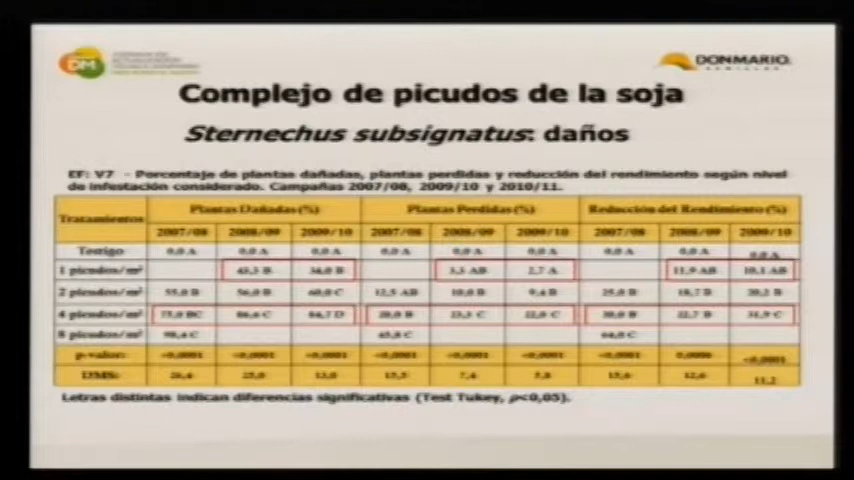 DM
DONMARIO
SEMILLAS
Complejo de picudos de la soja
Sternechus subsignatus: daños
EF: V7 - Porcentaje de plantas dañadas, plantas perdidas y reducción del rendimiento según nivel
de infestación considerado. Campañas 2007/08, 2009/10 y 2010/11.
Tratamientos Plantas Dañadas (%) Plantas Perdidas (%) Reducción del Rendimiento (%)
2007/08 2008/09 2009/10 2007/08 2008/09 2009/10 2007/08 2008/09 2009/10
Testigo 0,0 A 0,0 A 0,0 A 0,0 A 0,0 A 0,0 A 0,0 A 0,0 A 0,0 A
1 picudos/m² 43,3 B 34,0 B 3,3 AB 2,7 A 11,9 AB 10,1 AB
2 picudos/m² 55,0 B 56,0 B 60,0 C 12,5 AB 10,0 B 9,4 B 25,0 B 18,7 B 20,2 B
4 picudos/m² 75,0 BC 86,6 C 84,7 D 20,0 B 23,3 C 22,0 C 30,0 B 22,7 B 31,9 C
8 picudos/m² 98,4 C 45,8 C 64,0 C
p-valor: <0,0001 <0,0001 <0,0001 <0,0001 <0,0001 <0,0001 <0,0001 <0,0001
DMS: 26,4 25,0 13,0 15,5 7,4 5,8 15,6 12,6 11,2
Letras distintas indican diferencias significativas (Test Tukey, p<0,05).